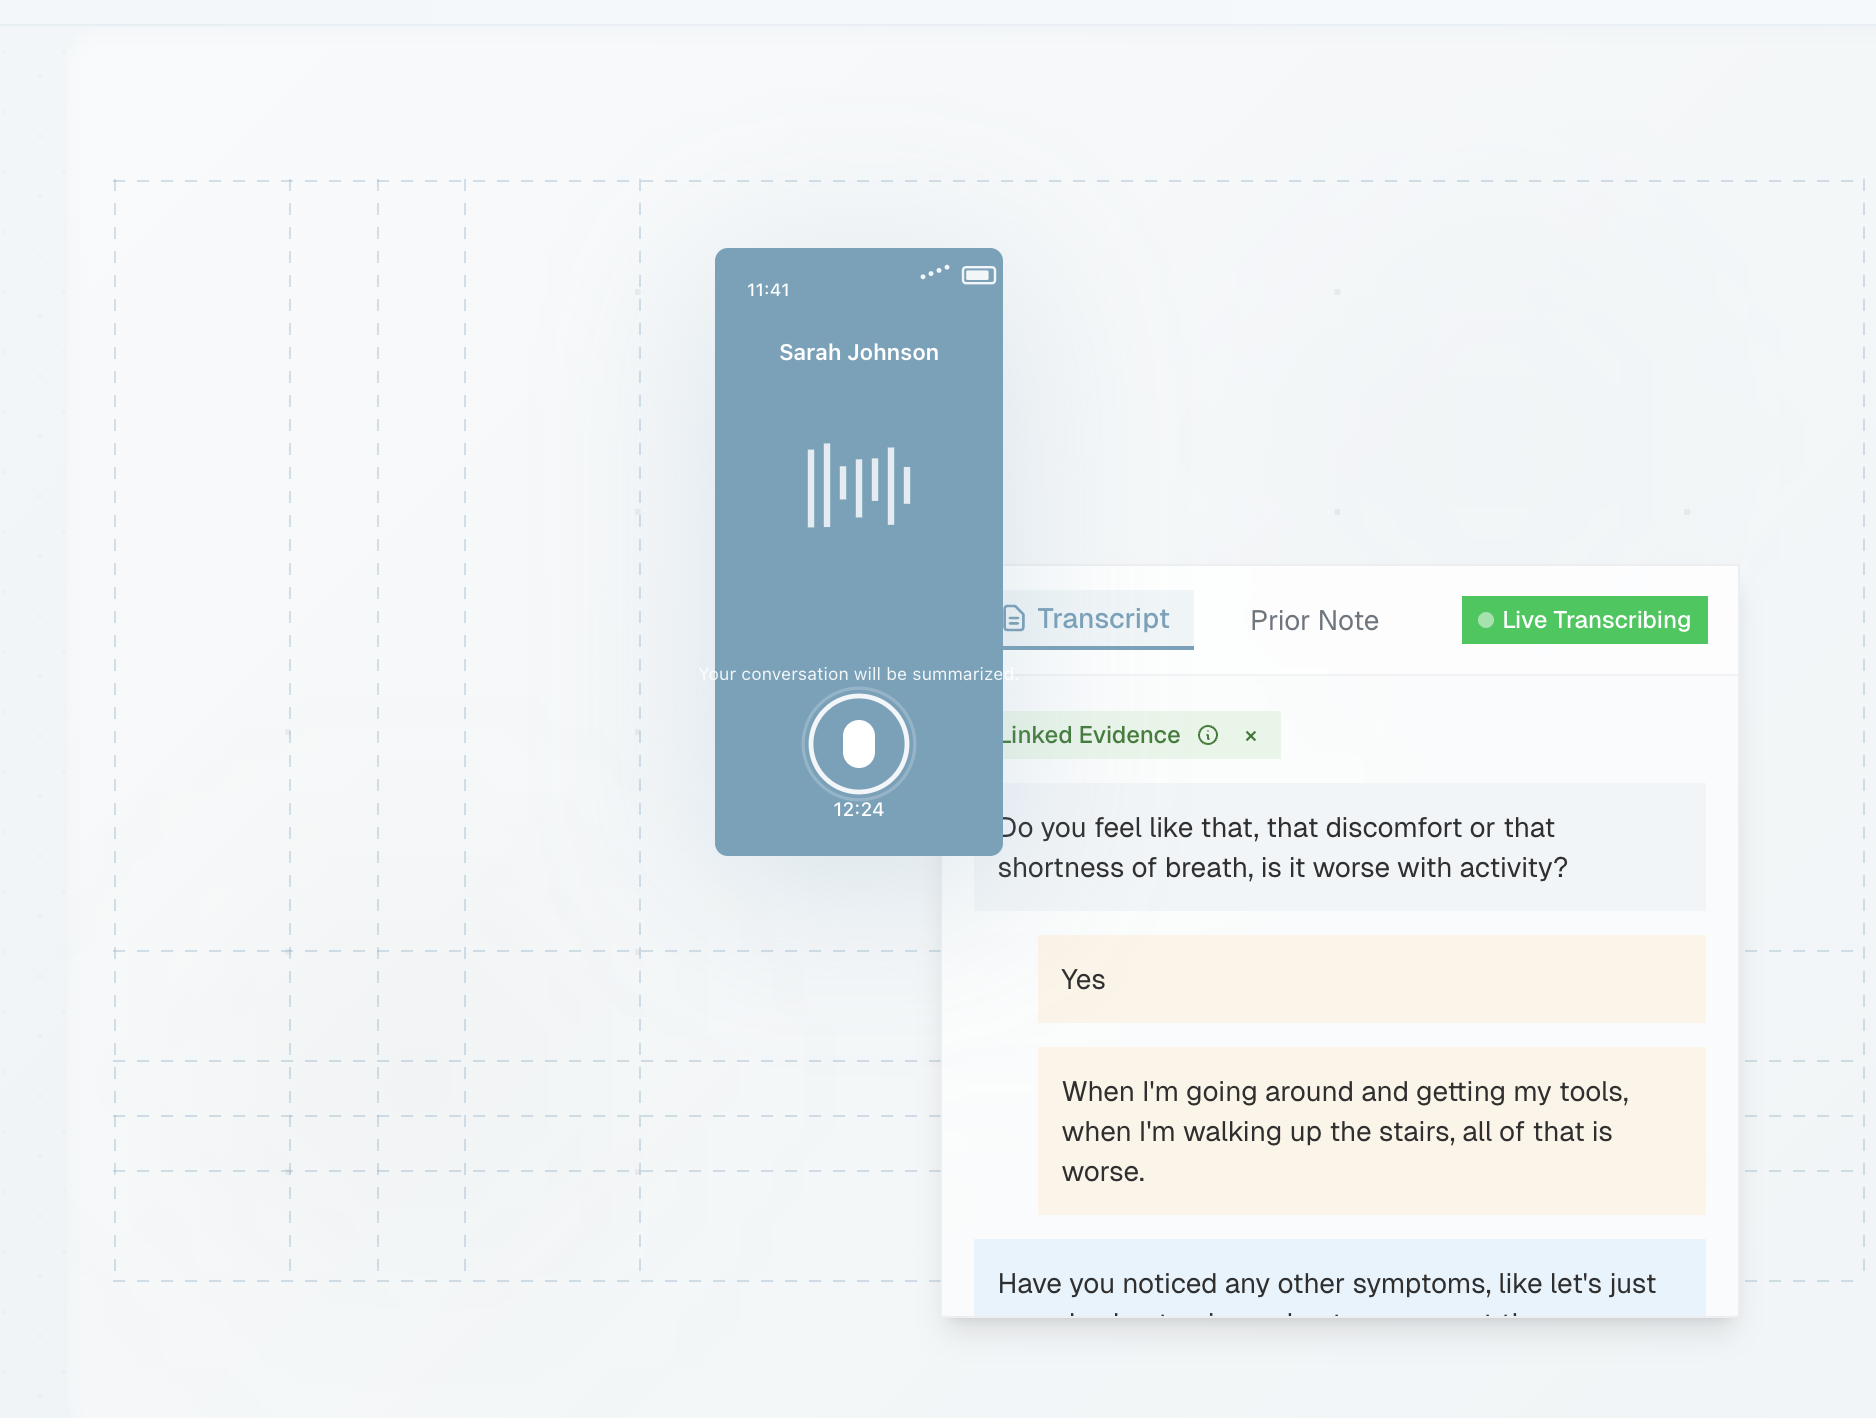 11:41
Sarah Johnson
Your conversation will be summarized.
12:24
Transcript
Prior Note
Live Transcribing
Linked Evidence
Do you feel like that, that discomfort or that
shortness of breath, is it worse with activity?
Yes
When I'm going around and getting my tools,
when I'm walking up the stairs, all of that is
worse.
Have you noticed any other symptoms, like let's just